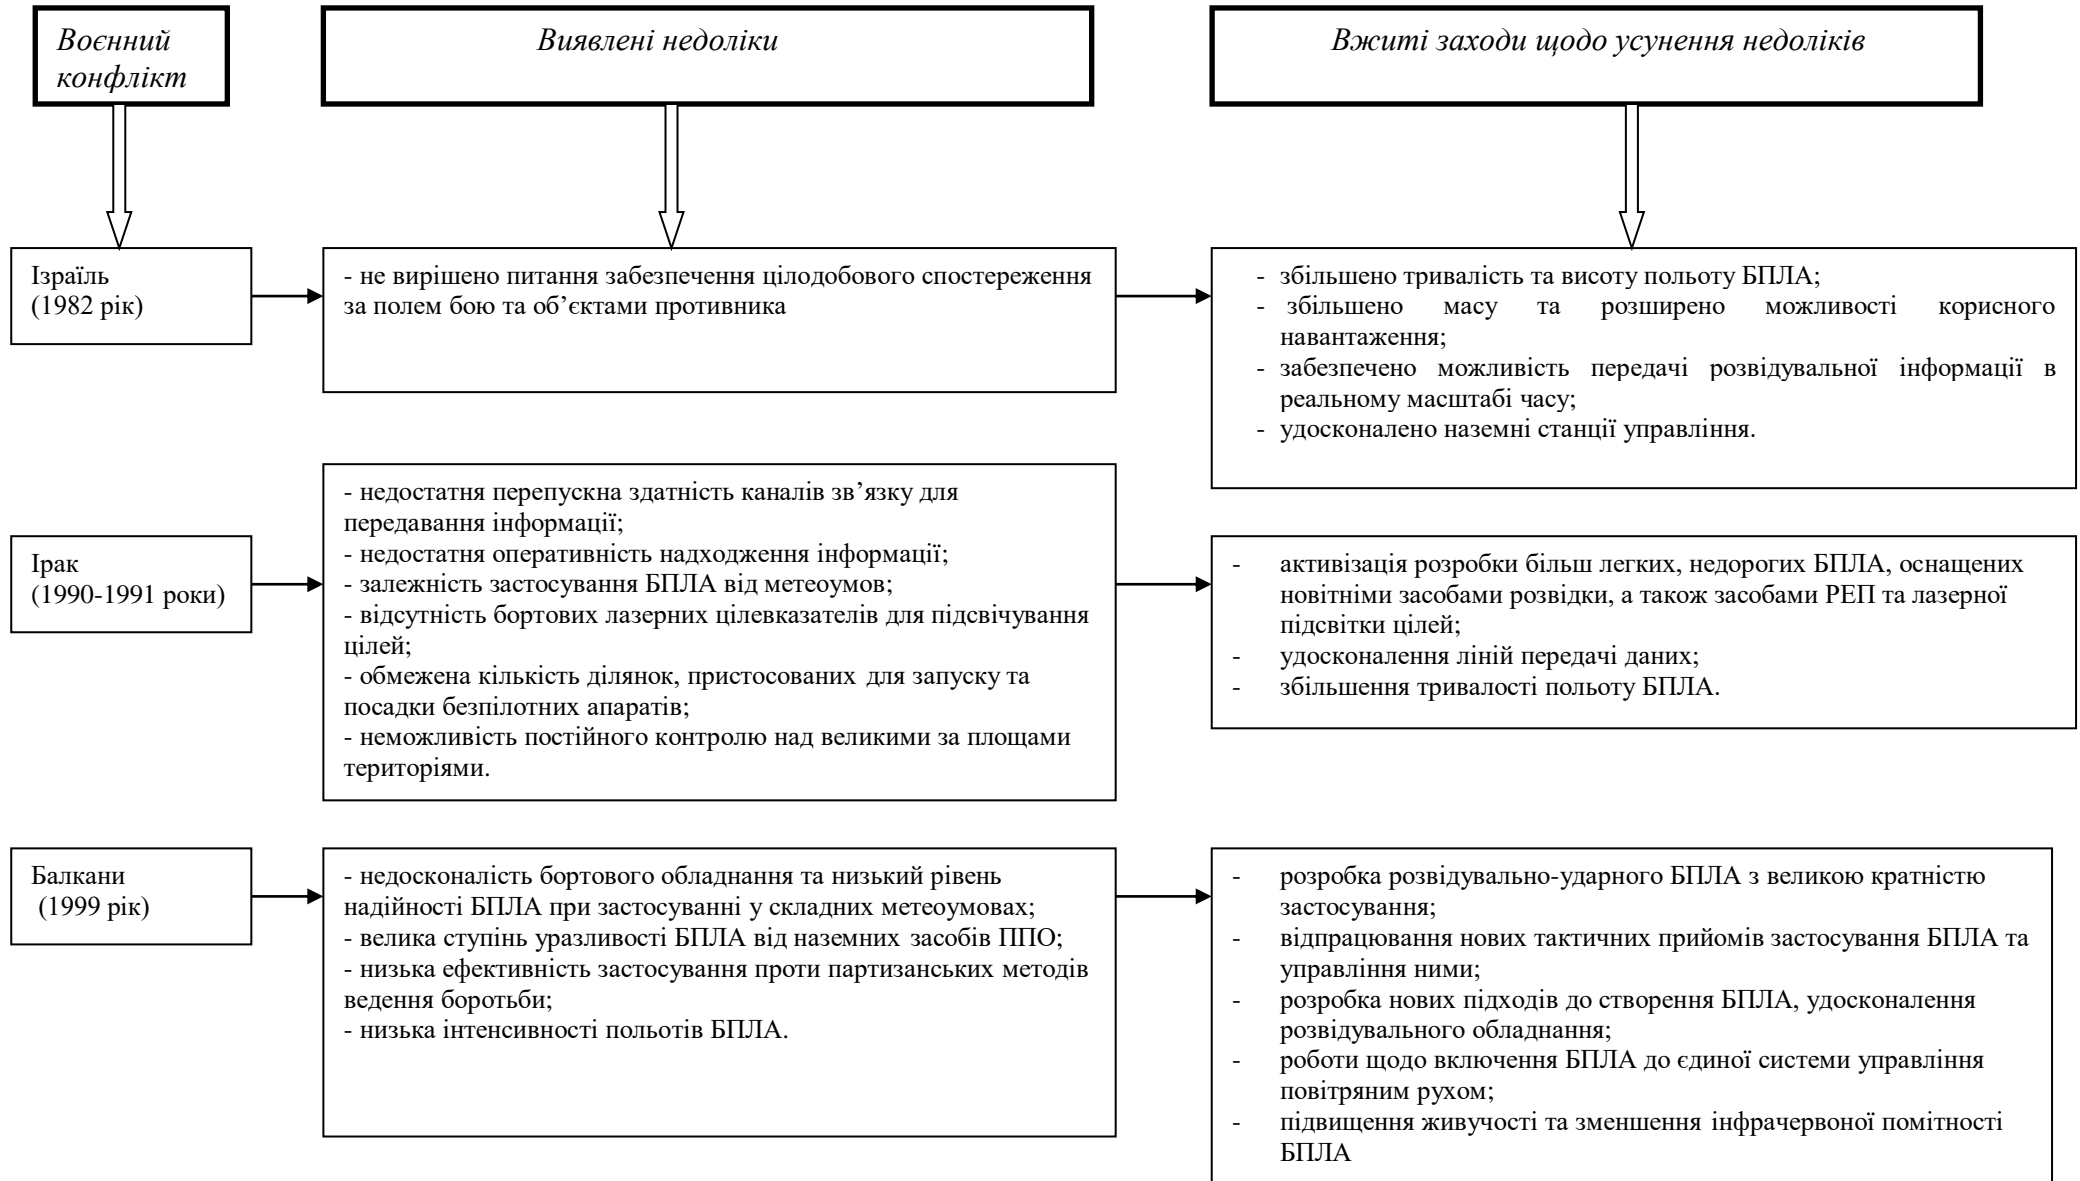 Воєнний
конфлікт
Виявлені недоліки
Вжиті заходи щодо усунення недоліків
Ізраїль
(1982 рік)
- не вирішено питання забезпечення цілодобового спостереження
за полем бою та об’єктами противника
- збільшено тривалість та висоту польоту БПЛА;
- збільшено масу та розширено можливості корисного
навантаження;
- забезпечено можливість передачі розвідувальної інформації в
реальному масштабі часу;
- удосконалено наземні станції управління.
Ірак
(1990-1991 роки)
- недостатня перепускна здатність каналів зв’язку для
передавання інформації;
- недостатня оперативність надходження інформації;
- залежність застосування БПЛА від метеоумов;
- відсутність бортових лазерних цілевказателів для підсвічування
цілей;
- обмежена кількість ділянок, пристосованих для запуску та
посадки безпілотних апаратів;
- неможливість постійного контролю над великими за площами
територіями.
- активізація розробки більш легких, недорогих БПЛА, оснащених
новітніми засобами розвідки, а також засобами РЕП та лазерної
підсвітки цілей;
- удосконалення ліній передачі даних;
- збільшення тривалості польоту БПЛА.
Балкани
(1999 рік)
- недосконалість бортового обладнання та низький рівень
надійності БПЛА при застосуванні у складних метеоумовах;
- велика ступінь уразливості БПЛА від наземних засобів ППО;
- низька ефективність застосування проти партизанських методів
ведення боротьби;
- низька інтенсивності польотів БПЛА.
- розробка розвідувально-ударного БПЛА з великою кратністю
застосування;
- відпрацювання нових тактичних прийомів застосування БПЛА та
управління ними;
- розробка нових підходів до створення БПЛА, удосконалення
розвідувального обладнання;
- роботи щодо включення БПЛА до єдиної системи управління
повітряним рухом;
- підвищення живучості та зменшення інфрачервоної помітності
БПЛА